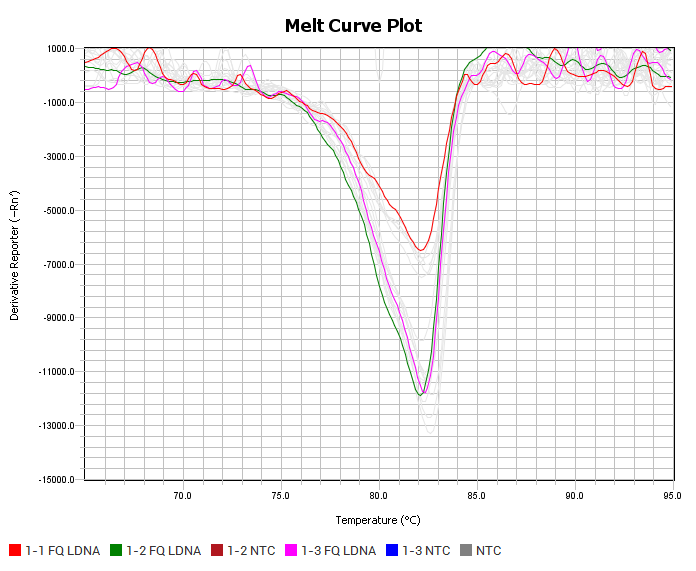 Melt Curve Plot
Derivative Reporter (-Rn')
1000.0
-1000.0
-3000.0
-5000.0
-7000.0
-9000.0
-11000.0
-13000.0
-15000.0
70.0 75.0 80.0 85.0 90.0 95.0
Temperature (°C)
1-1 FQ LDNA 1-2 FQ LDNA 1-2 NTC 1-3 FQ LDNA 1-3 NTC NTC